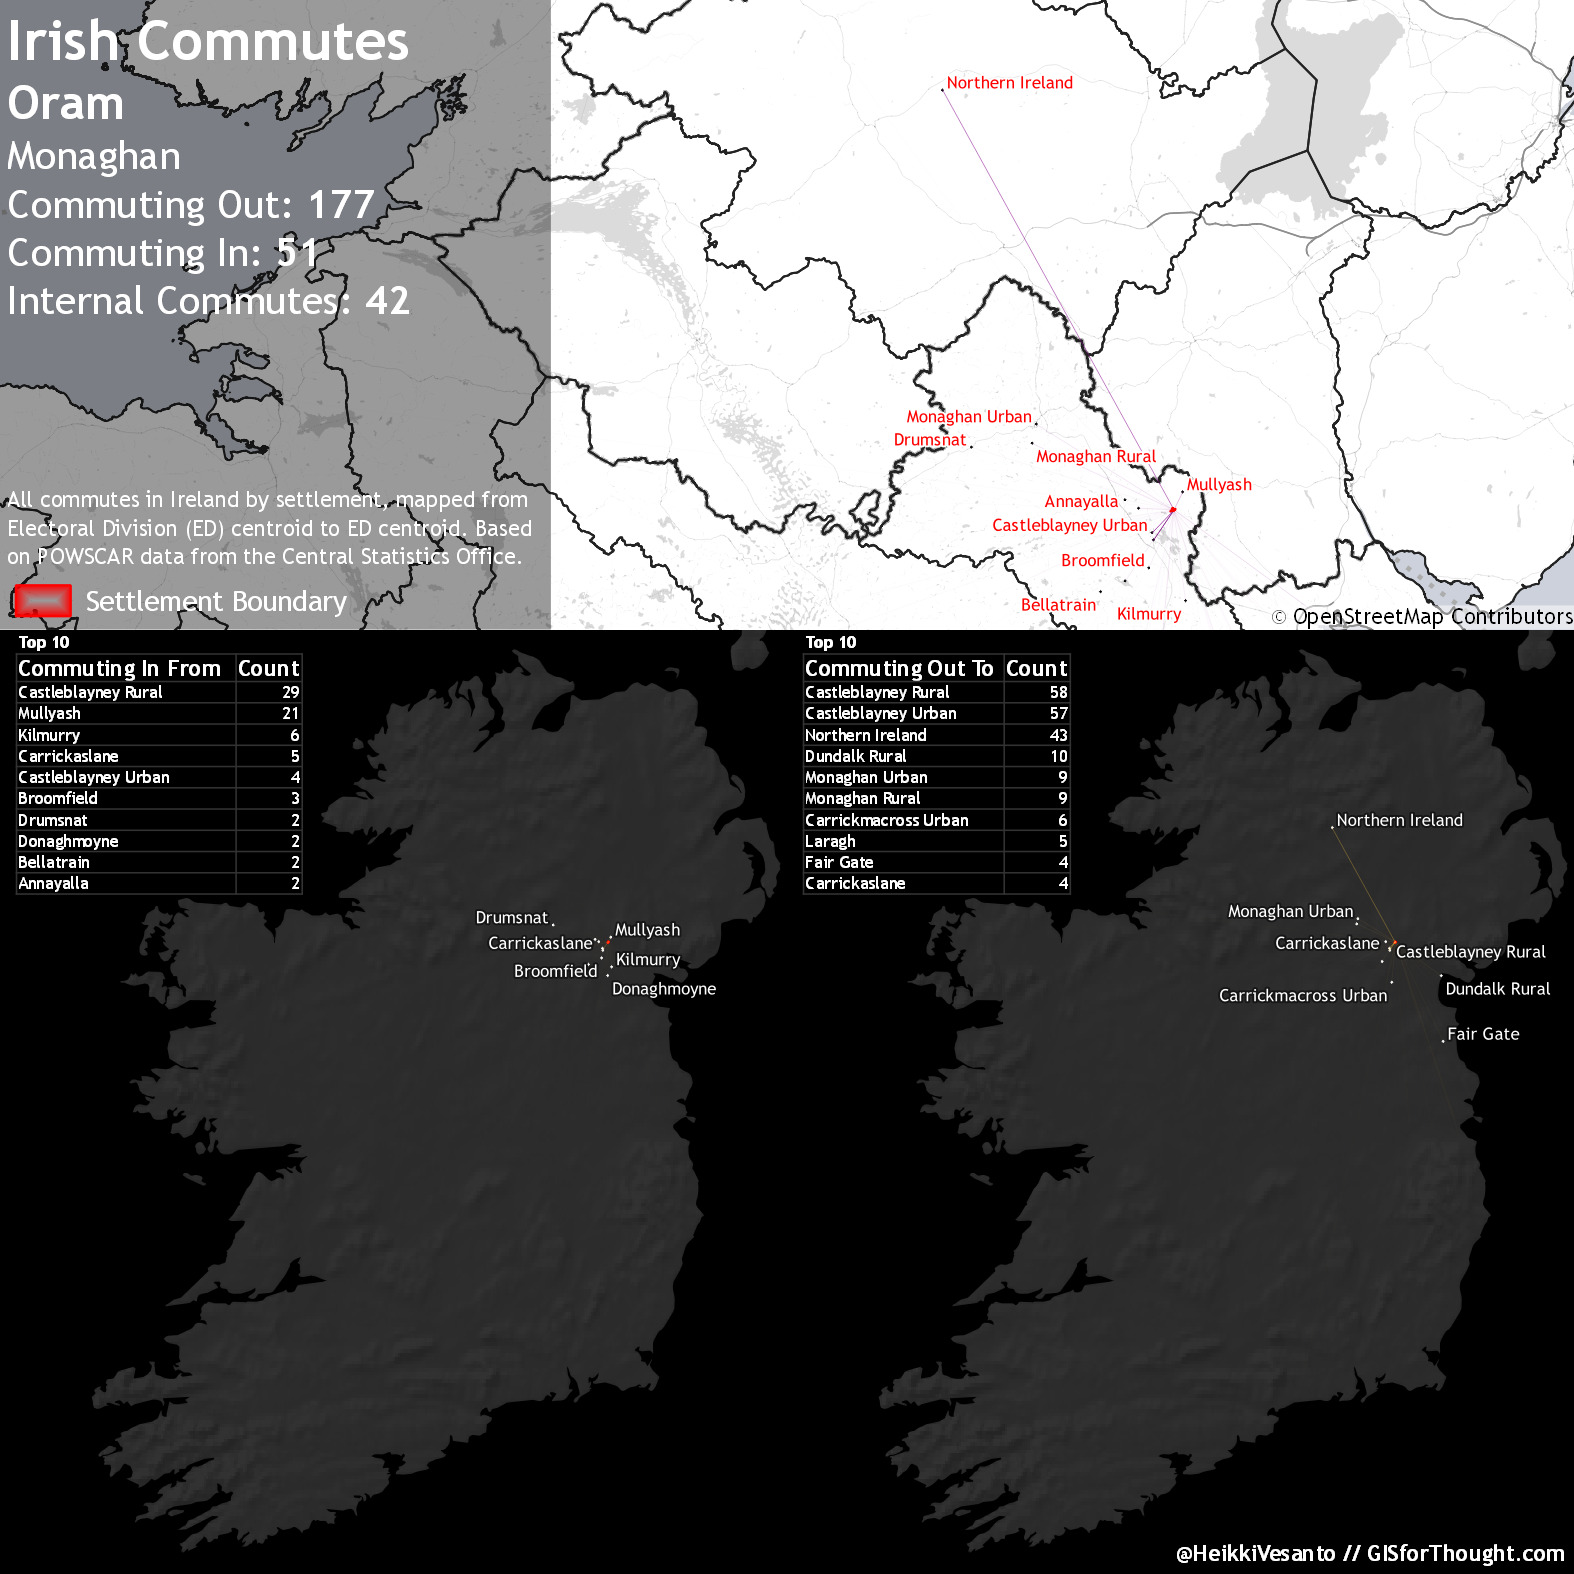 Irish Commutes
Oram
Monaghan
Commuting Out: 177
Commuting In: 51
Internal Commutes: 42
All commutes in Ireland by settlement, mapped from
Electoral Division (ED) centroid to ED centroid. Based
on POWSCAR data from the Central Statistics Office.
Settlement Boundary
Northern Ireland
Monaghan Urban
Drumsnat
Monaghan Rural
Mullyash
Annayalla
Castleblayney Urban
Broomfield
Bellatrain
Kilmurry
© OpenStreetMap Contributors
Top 10
Commuting In From Count
Castleblayney Rural 29
Mullyash 21
Kilmurry 6
Carrickaslane 5
Castleblayney Urban 4
Broomfield 3
Drumsnat 2
Donaghmoyne 2
Bellatrain 2
Annayalla 2
Drumsnat
Mullyash
Carrickaslane
Kilmurry
Broomfield
Donaghmoyne
Top 10
Commuting Out To Count
Castleblayney Rural 58
Castleblayney Urban 57
Northern Ireland 43
Dundalk Rural 10
Monaghan Urban 9
Monaghan Rural 9
Carrickmacross Urban 6
Laragh 5
Fair Gate 4
Carrickaslane 4
Northern Ireland
Monaghan Urban
Carrickaslane
Castleblayney Rural
Dundalk Rural
Carrickmacross Urban
Fair Gate
@HeikkiVesanto // GISforThought.com